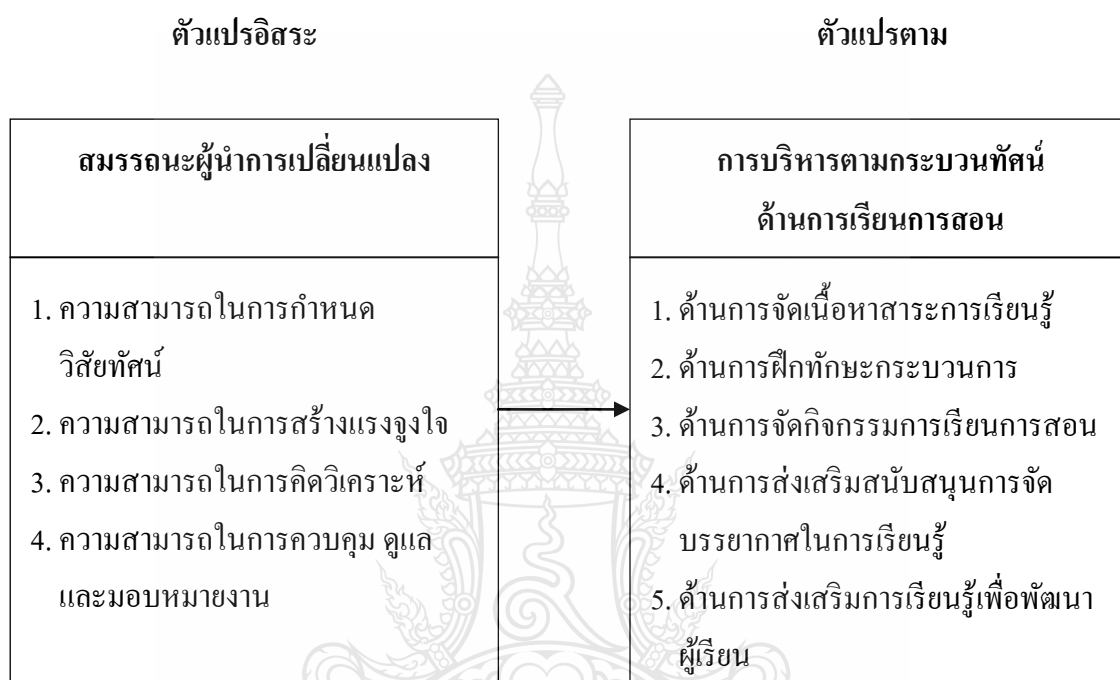 ตัวแปรอิสระ
ตัวแปรตาม
สมรรถนะผู้นำการเปลี่ยนแปลง
1. ความสามารถในการกำหนด
วิสัยทัศน์
2. ความสามารถในการสร้างแรงจูงใจ
3. ความสามารถในการคิดวิเคราะห์
4. ความสามารถในการควบคุม ดูแล
และมอบหมายงาน
การบริหารตามกระบวนทัศน์
ด้านการเรียนการสอน
1. ด้านการจัดเนื้อหาสาระการเรียนรู้
2. ด้านการฝึกทักษะกระบวนการ
3. ด้านการจัดกิจกรรมการเรียนการสอน
4. ด้านการส่งเสริมสนับสนุนการจัด
บรรยากาศในการเรียนรู้
5. ด้านการส่งเสริมการเรียนรู้เพื่อพัฒนา
ผู้เรียน